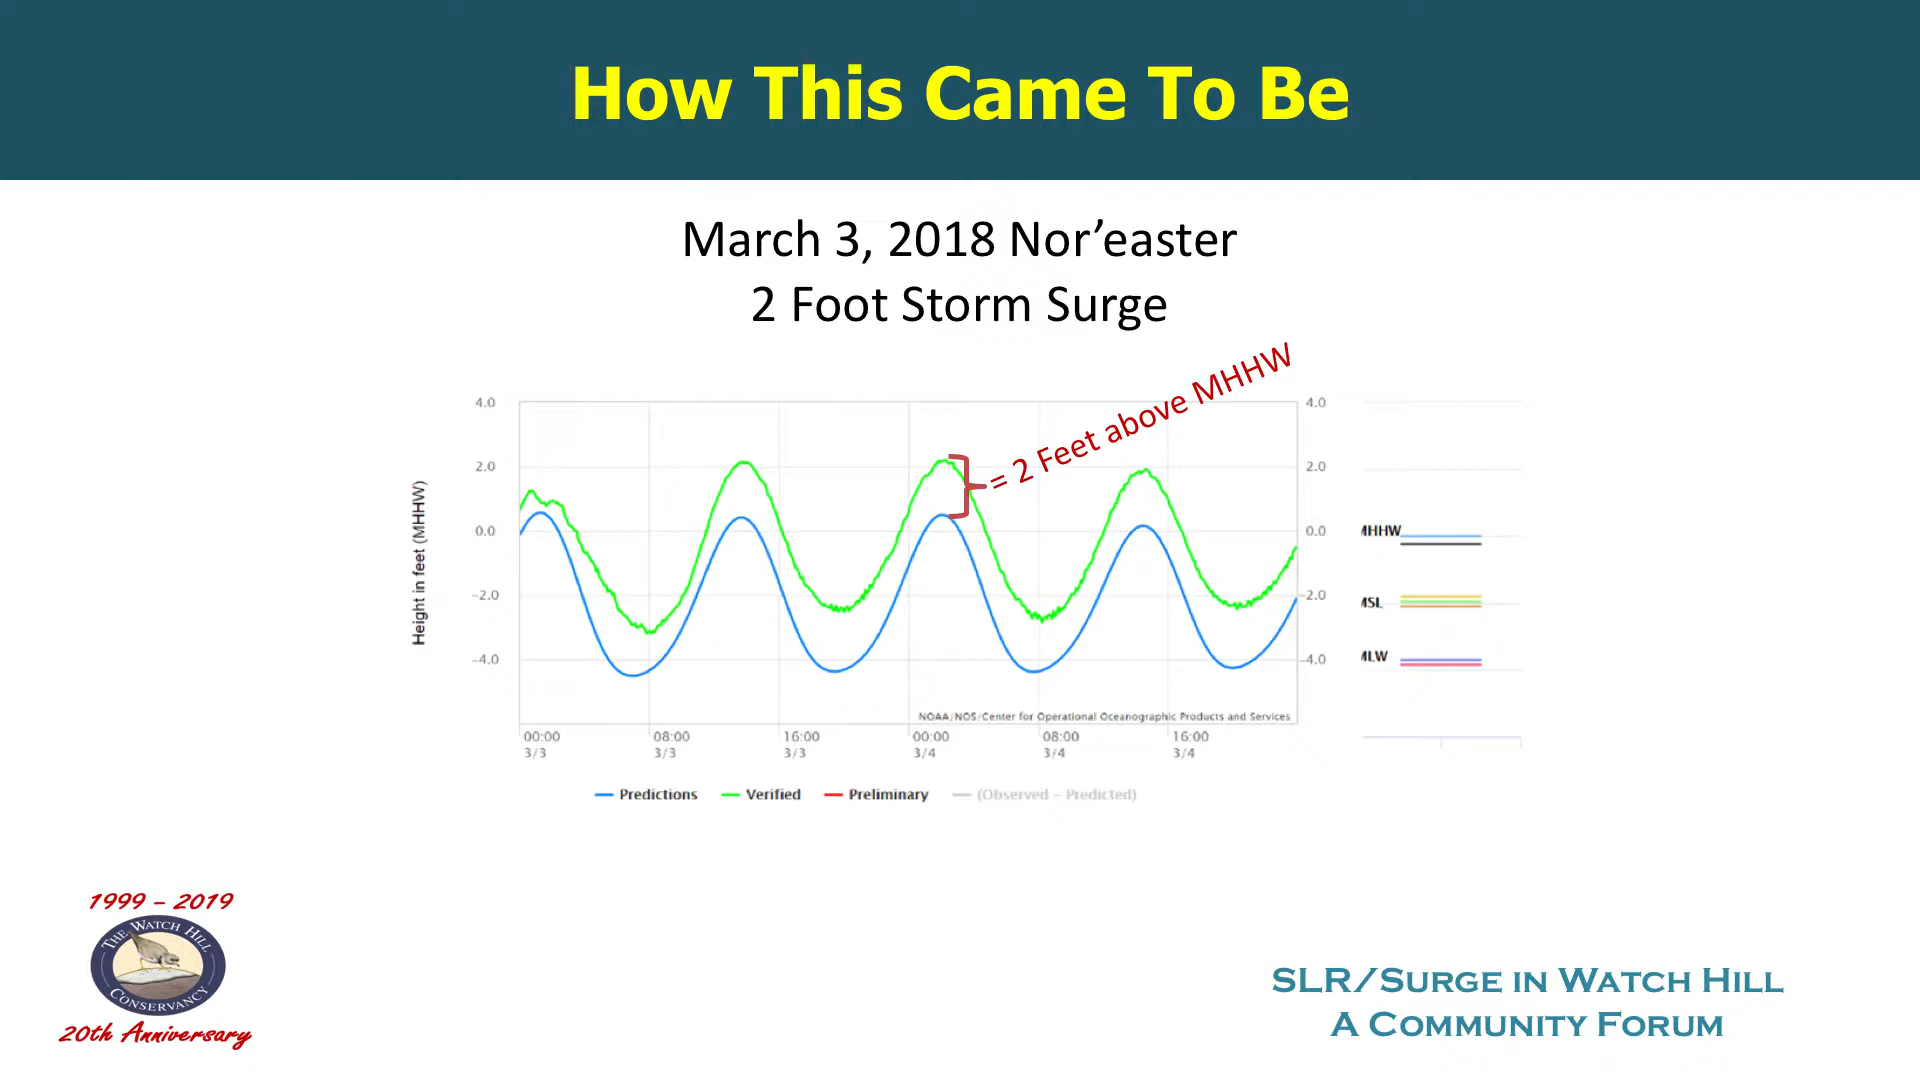 How This Came To Be
March 3, 2018 Nor’easter
2 Foot Storm Surge
= 2 Feet above MHHW
Height in feet (MHHW)
4.0
2.0
0.0
-2.0
-4.0
4.0
2.0
0.0
-2.0
-4.0
MHHW
MSL
MLW
NOAA/NOS/Center for Operational Oceanographic Products and Services
00:00 08:00 16:00 00:00 08:00 16:00
3/3 3/3 3/3 3/4 3/4 3/4
Predictions Verified Preliminary (Observed - Predicted)
1999 - 2019
THE WATCH HILL
CONSERVANCY
20th Anniversary
SLR/SURGE IN WATCH HILL
A COMMUNITY FORUM